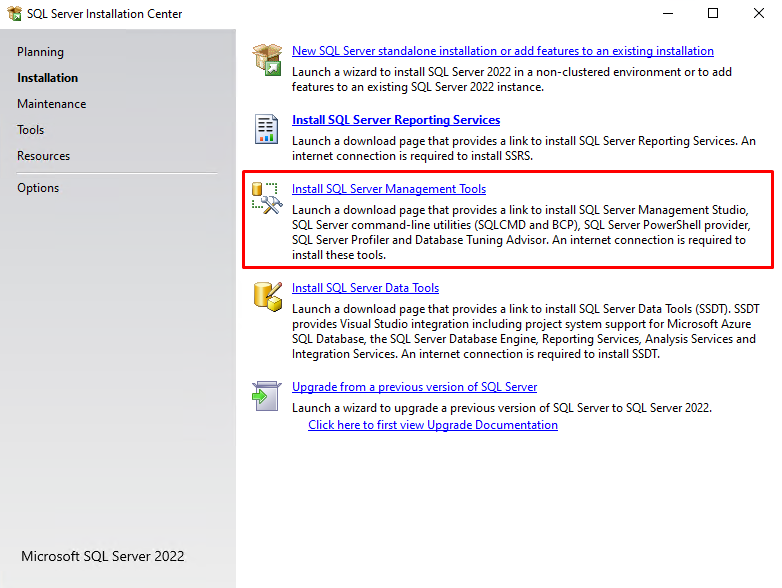 SQL Server Installation Center
Planning
Installation
Maintenance
Tools
Resources
Options
New SQL Server standalone installation or add features to an existing installation
Launch a wizard to install SQL Server 2022 in a non-clustered environment or to add
features to an existing SQL Server 2022 instance.
Install SQL Server Reporting Services
Launch a download page that provides a link to install SQL Server Reporting Services. An
internet connection is required to install SSRS.
Install SQL Server Management Tools
Launch a download page that provides a link to install SQL Server Management Studio,
SQL Server command-line utilities (SQLCMD and BCP), SQL Server PowerShell provider,
SQL Server Profiler and Database Tuning Advisor. An internet connection is required to
install these tools.
Install SQL Server Data Tools
Launch a download page that provides a link to install SQL Server Data Tools (SSDT). SSDT
provides Visual Studio integration including project system support for Microsoft Azure
SQL Database, the SQL Server Database Engine, Reporting Services, Analysis Services and
Integration Services. An internet connection is required to install SSDT.
Upgrade from a previous version of SQL Server
Launch a wizard to upgrade a previous version of SQL Server to SQL Server 2022.
Click here to first view Upgrade Documentation
Microsoft SQL Server 2022